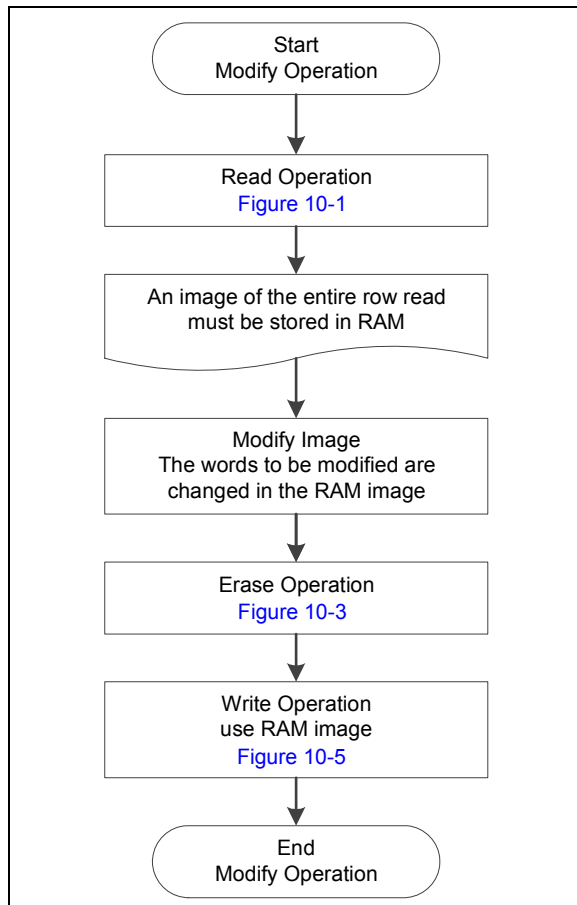 Start
Modify Operation
Read Operation
Figure 10-1
An image of the entire row read
must be stored in RAM
Modify Image
The words to be modified are
changed in the RAM image
Erase Operation
Figure 10-3
Write Operation
use RAM image
Figure 10-5
End
Modify Operation